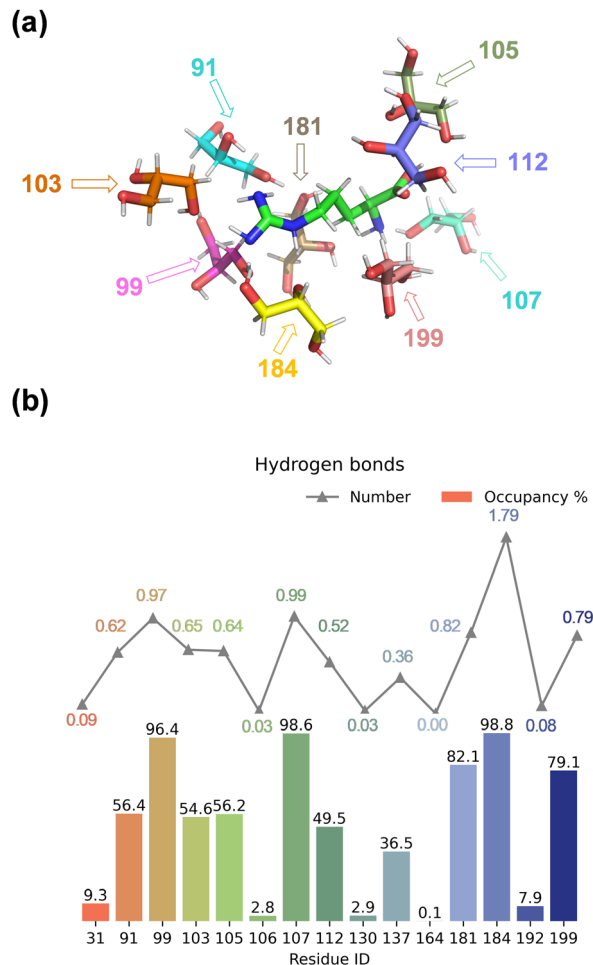 (a)
105
91
181
112
103
99
107
199
184
(b)
Hydrogen bonds
Number Occupancy %
1.79
0.97 0.99
0.62 0.65 0.64 0.52 0.82 0.79
0.36
0.09 0.03 0.03 0.00 0.08
96.4 98.6 98.8
82.1 79.1
56.4 54.6 56.2 49.5
36.5
9.3 2.8 2.9 0.1 7.9
31 91 99 103 105 106 107 112 130 137 164 181 184 192 199
Residue ID